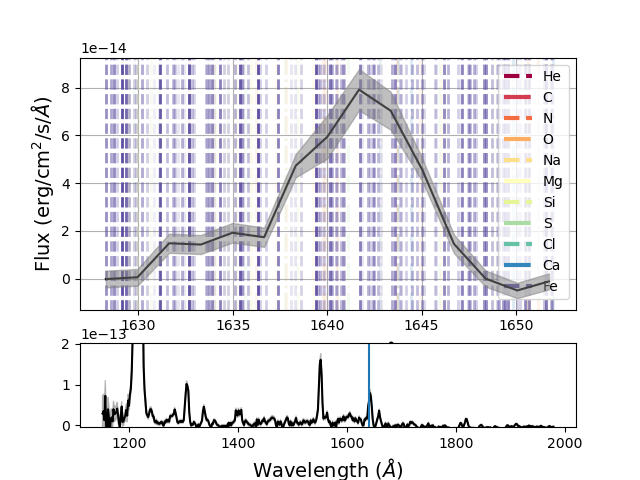 1e−14
Flux (erg/cm²/s/Å)
8
6
4
2
0
1630 1635 1640 1645 1650
He
C
N
O
Na
Mg
Si
S
Cl
Ca
Fe
1e−13
2
1
0
1200 1400 1600 1800 2000
Wavelength (Å)